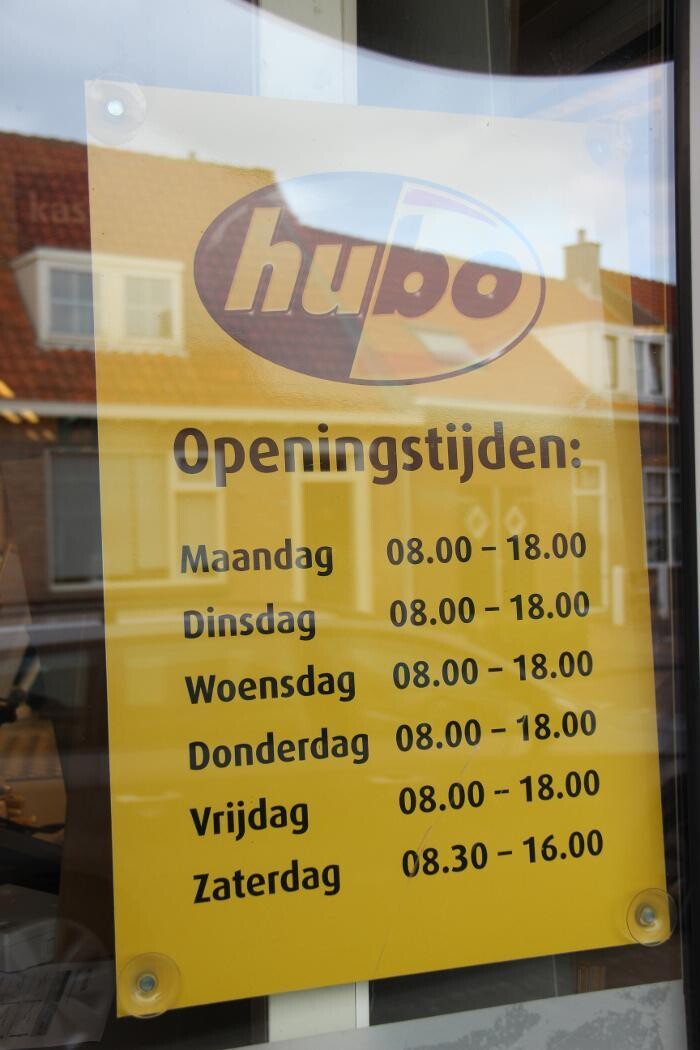 hubo
Openingstijden:
Maandag 08.00 – 18.00
Dinsdag 08.00 – 18.00
Woensdag 08.00 – 18.00
Donderdag 08.00 – 18.00
Vrijdag 08.00 – 18.00
Zaterdag 08.30 – 16.00